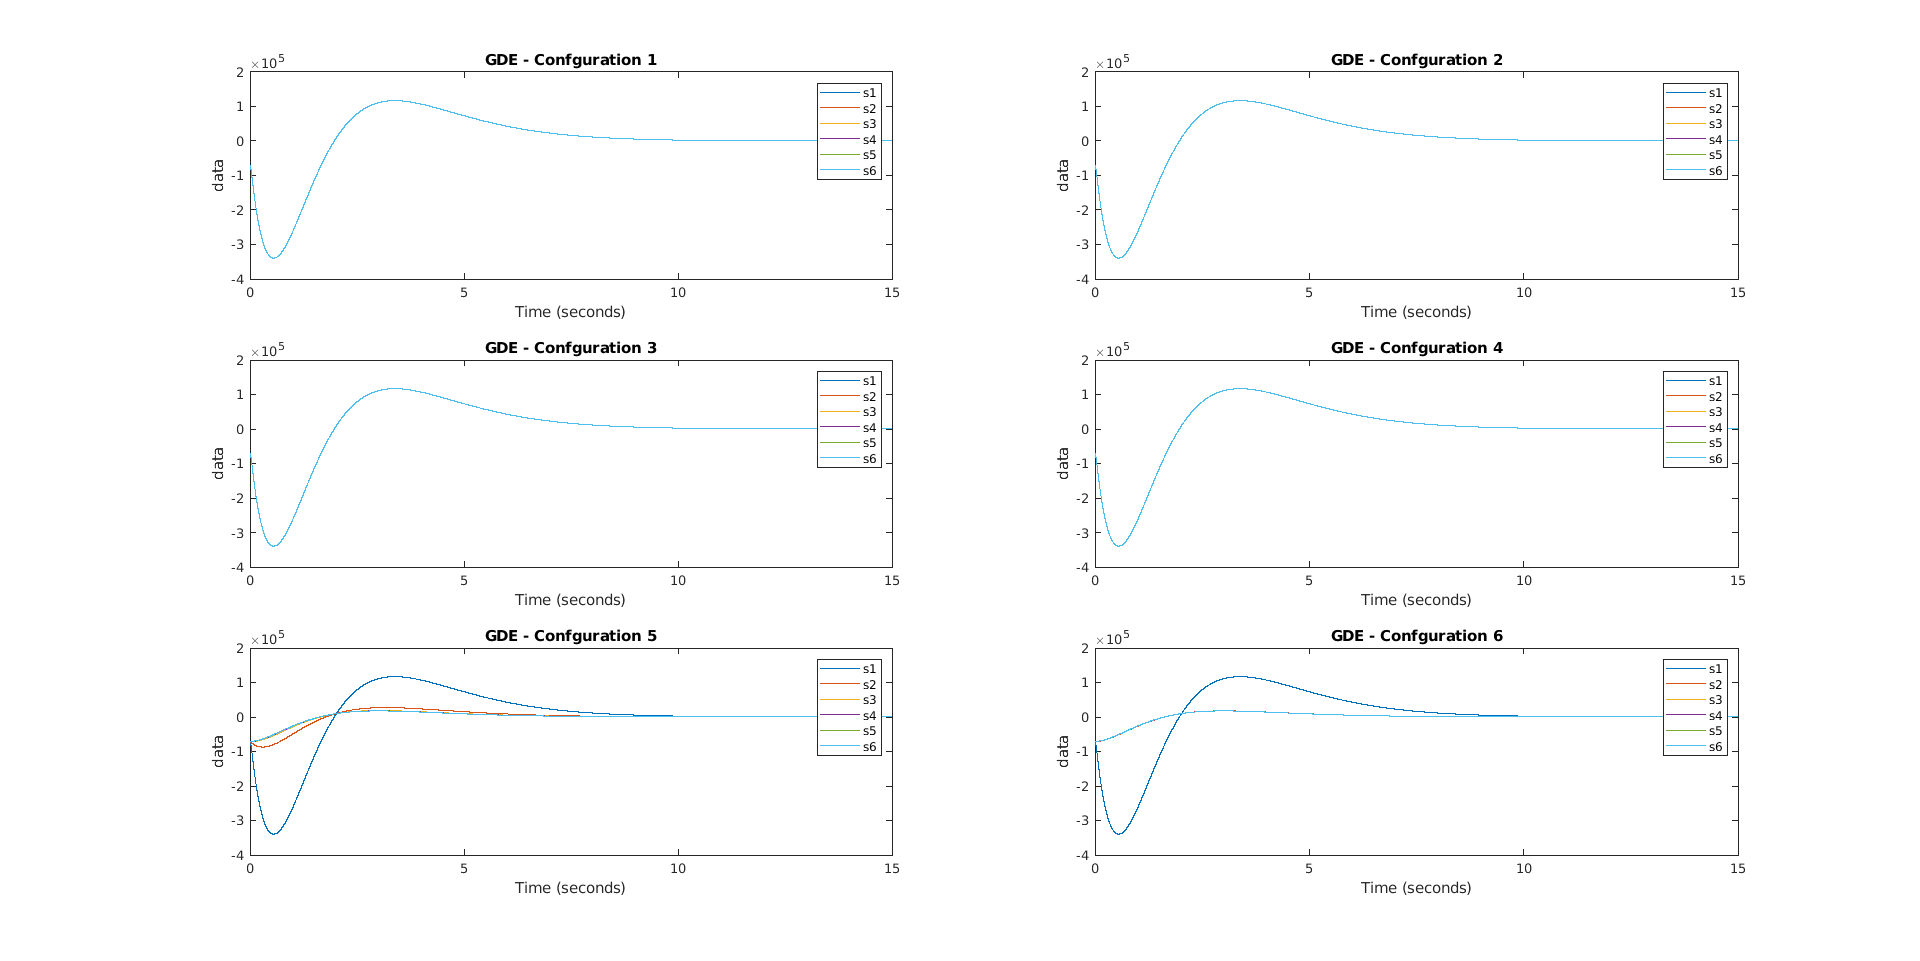 GDE - Confguration 1
×10^5
2
1
0
-1
-2
-3
-4
data
0 5 10 15
Time (seconds)
s1
s2
s3
s4
s5
s6
GDE - Confguration 2
×10^5
2
1
0
-1
-2
-3
-4
data
0 5 10 15
Time (seconds)
s1
s2
s3
s4
s5
s6
GDE - Confguration 3
×10^5
2
1
0
-1
-2
-3
-4
data
0 5 10 15
Time (seconds)
s1
s2
s3
s4
s5
s6
GDE - Confguration 4
×10^5
2
1
0
-1
-2
-3
-4
data
0 5 10 15
Time (seconds)
s1
s2
s3
s4
s5
s6
GDE - Confguration 5
×10^5
2
1
0
-1
-2
-3
-4
data
0 5 10 15
Time (seconds)
s1
s2
s3
s4
s5
s6
GDE - Confguration 6
×10^5
2
1
0
-1
-2
-3
-4
data
0 5 10 15
Time (seconds)
s1
s2
s3
s4
s5
s6